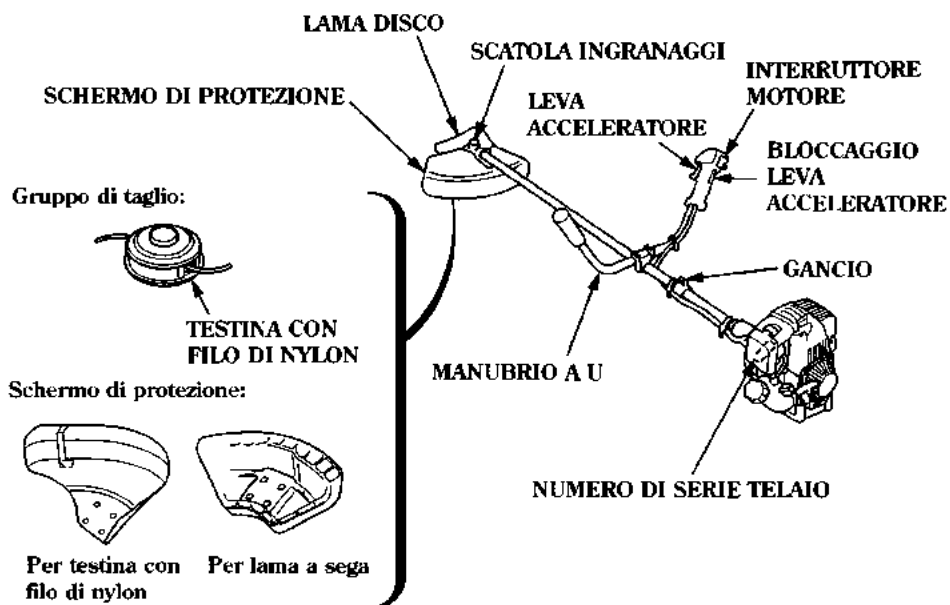 LAMA DISCO
SCATOLA INGRANAGGI
SCHERMO DI PROTEZIONE
LEVA
ACCELERATORE
INTERRUTTORE
MOTORE
BLOCCAGGIO
LEVA
ACCELERATORE
GANCIO
MANUBRIO A U
NUMERO DI SERIE TELAIO
Gruppo di taglio:
TESTINA CON
FILO DI NYLON
Schermo di protezione:
Per testina con
filo di nylon
Per lama a sega